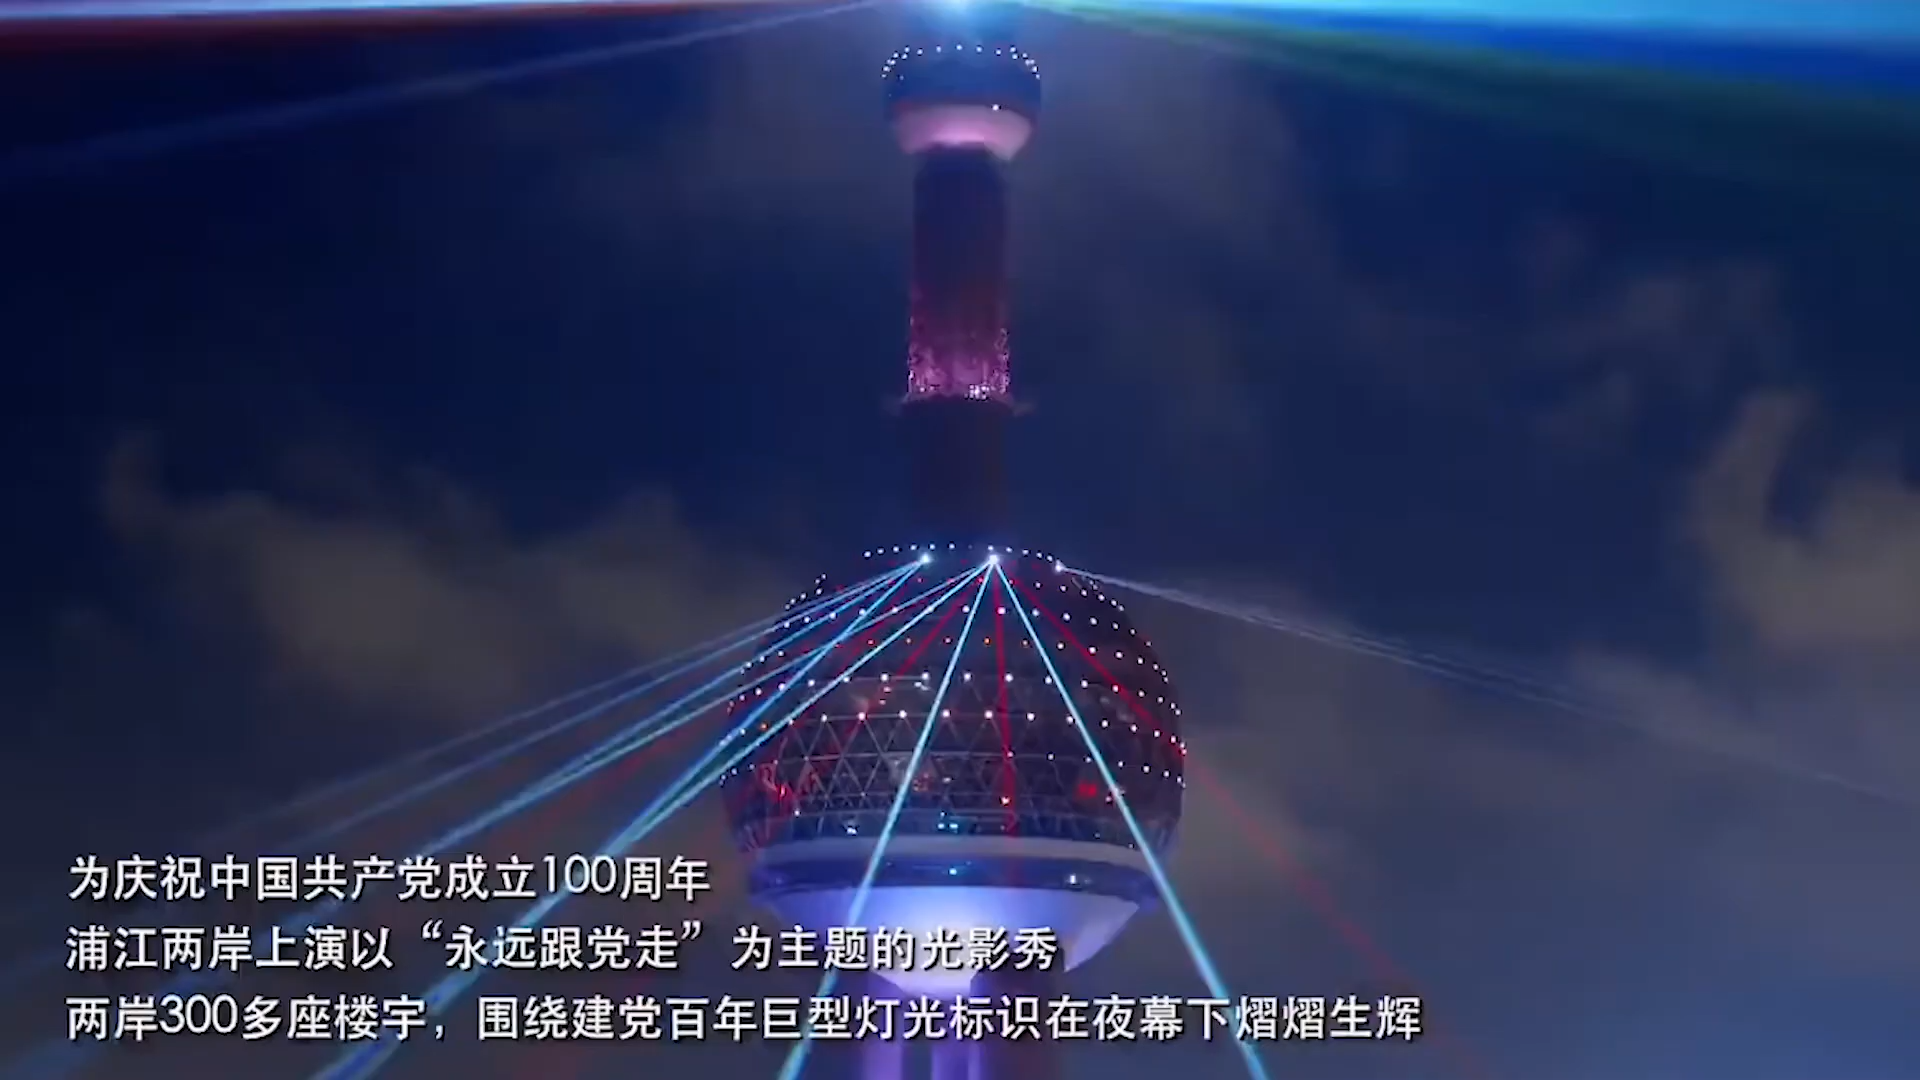 为庆祝中国共产党成立100周年
浦江两岸上演以“永远跟党走”为主题的光影秀
两岸300多座楼宇，围绕建党百年巨型灯光标识在夜幕下熠熠生辉